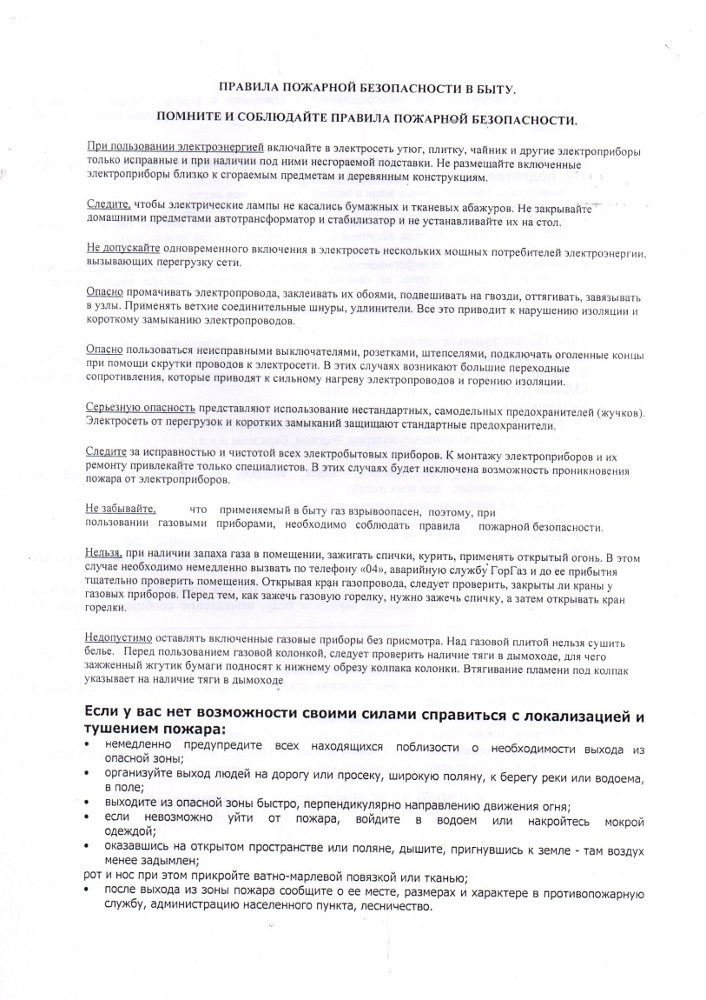 ПРАВИЛА ПОЖАРНОЙ БЕЗОПАСНОСТИ В БЫТУ.
ПОМНИТЕ И СОБЛЮДАЙТЕ ПРАВИЛА ПОЖАРНОЙ БЕЗОПАСНОСТИ.
При пользовании электроэнергией включайте в электросеть утюг, плитку, чайник и другие электроприборы
только исправные и при наличии под ними несгораемой подставки. Не размещайте включенные
электроприборы близко к сгораемым предметам и деревянным конструкциям.
Следите, чтобы электрические лампы не касались бумажных и тканевых абажуров. Не закрывайте
домашними предметами автотрансформатор и стабилизатор и не устанавливайте их на стол.
Не допускайте одновременного включения в электросеть нескольких мощных потребителей электроэнергии,
вызывающих перегрузку сети.
Опасно промачивать электропровода, заклеивать их обоями, подвешивать на гвозди, оттягивать, завязывать
в узлы. Применять ветхие соединительные шнуры, удлинители. Все это приводит к нарушению изоляции и
короткому замыканию электропроводов.
Опасно пользоваться неисправными выключателями, розетками, штепселями, подключать оголенные концы
при помощи скрутки проводов к электросети. В этих случаях возникают большие переходные
сопротивления, которые приводят к сильному нагреву электропроводов и горению изоляции.
Серьезную опасность представляют использование нестандартных, самодельных предохранителей (жучков).
Электросеть от перегрузок и коротких замыканий защищают стандартные предохранители.
Следите за исправностью и чистотой всех электробытовых приборов. К монтажу электроприборов и их
ремонту привлекайте только специалистов. В этих случаях будет исключена возможность проникновения
пожара от электроприборов.
Не забывайте, что применяемый в быту газ взрывоопасен, поэтому, при
пользовании газовыми приборами, необходимо соблюдать правила пожарной безопасности.
Нельзя, при наличии запаха газа в помещении, зажигать спички, курить, применять открытый огонь. В этом
случае необходимо немедленно вызвать по телефону «04», аварийную службу ГорГаз и до ее прибытия
тщательно проверить помещения. Открывая кран газопровода, следует проверить, закрыты ли краны у
газовых приборов. Перед тем, как зажечь газовую горелку, нужно зажечь спичку, а затем открывать кран
горелки.
Недопустимо оставлять включенные газовые приборы без присмотра. Над газовой плитой нельзя сушить
белье. Перед пользованием газовой колонкой, следует проверить наличие тяги в дымоходе, для чего
зажженный жгутик бумаги подносят к нижнему обрезу колпака колонки. Втягивание пламени под колпак
указывает на наличие тяги в дымоходе
Если у вас нет возможности своими силами справиться с локализацией и
тушением пожара:
• немедленно предупредите всех находящихся поблизости о необходимости выхода из
опасной зоны;
• организуйте выход людей на дорогу или просеку, широкую поляну, к берегу реки или водоема,
в поле;
• выходите из опасной зоны быстро, перпендикулярно направлению движения огня;
• если невозможно уйти от пожара, войдите в водоем или накройтесь мокрой
одеждой;
• оказавшись на открытом пространстве или поляне, дышите, пригнувшись к земле - там воздух
менее задымлен;
рот и нос при этом прикройте ватно-марлевой повязкой или тканью;
• после выхода из зоны пожара сообщите о ее месте, размерах и характере в противопожарную
службу, администрацию населенного пункта, лесничество.